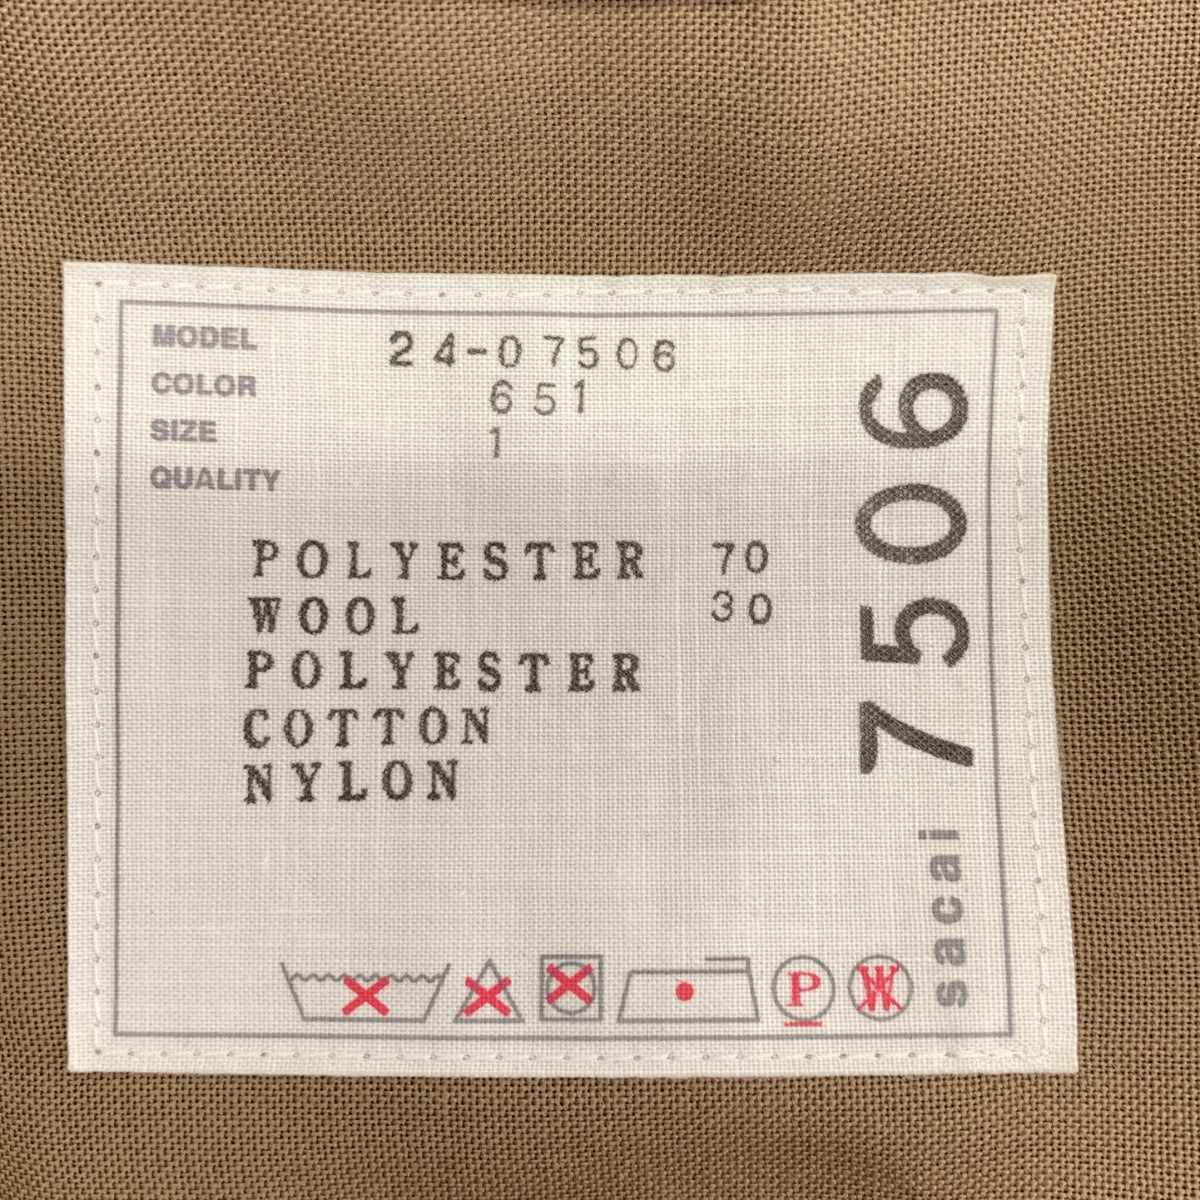 MODEL 24-07506
COLOR 651
SIZE 1
QUALITY
POLYESTER 70
WOOL 30
POLYESTER
COTTON
NYLON
P W
sacai 7506